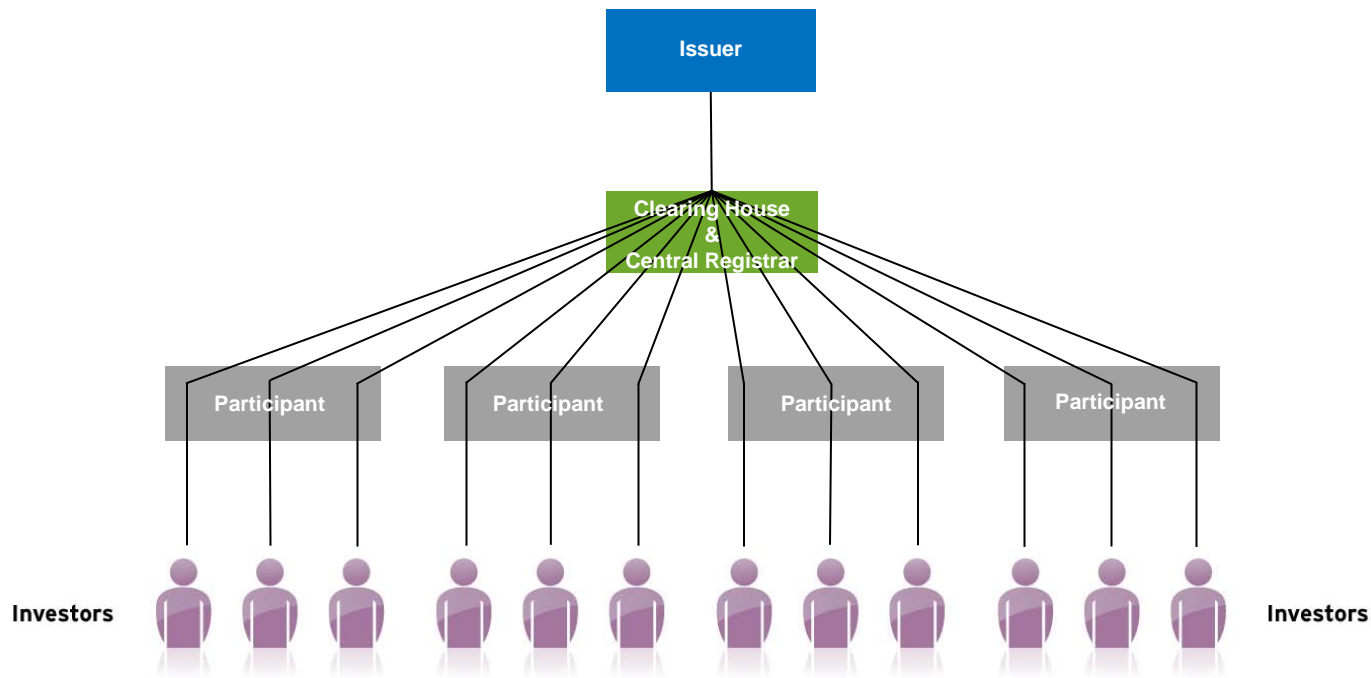 Issuer
Clearing House
&
Central Registrar
Participant
Participant
Participant
Participant
Investors
Investors